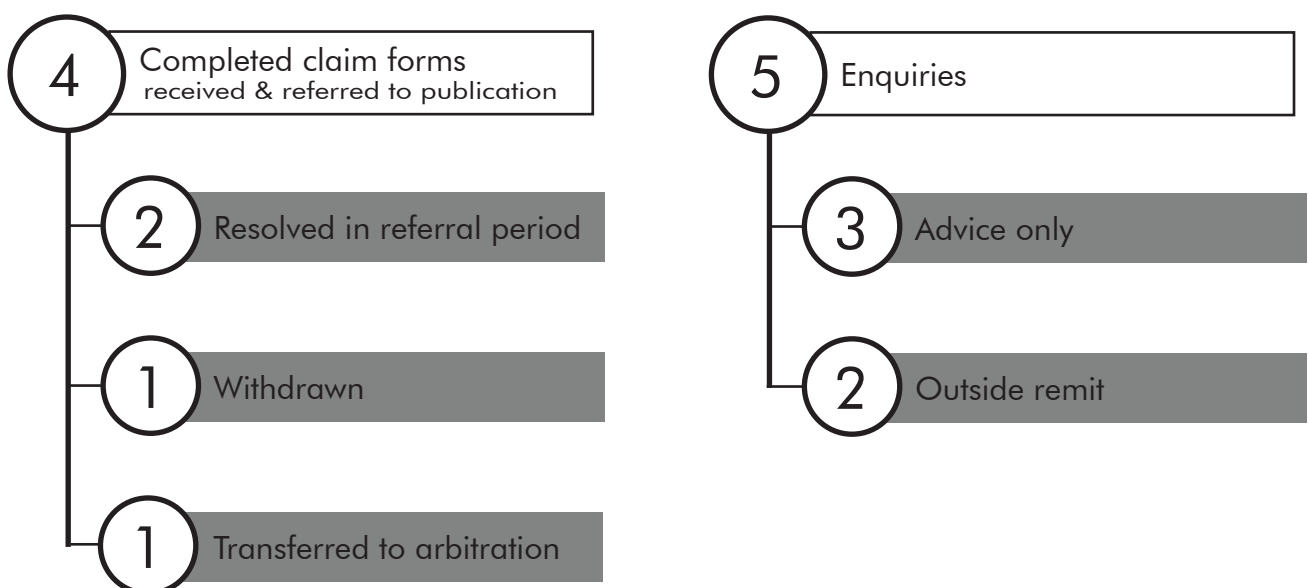 4
Completed claim forms
received & referred to publication
2
Resolved in referral period
1
Withdrawn
1
Transferred to arbitration
5
Enquiries
3
Advice only
2
Outside remit